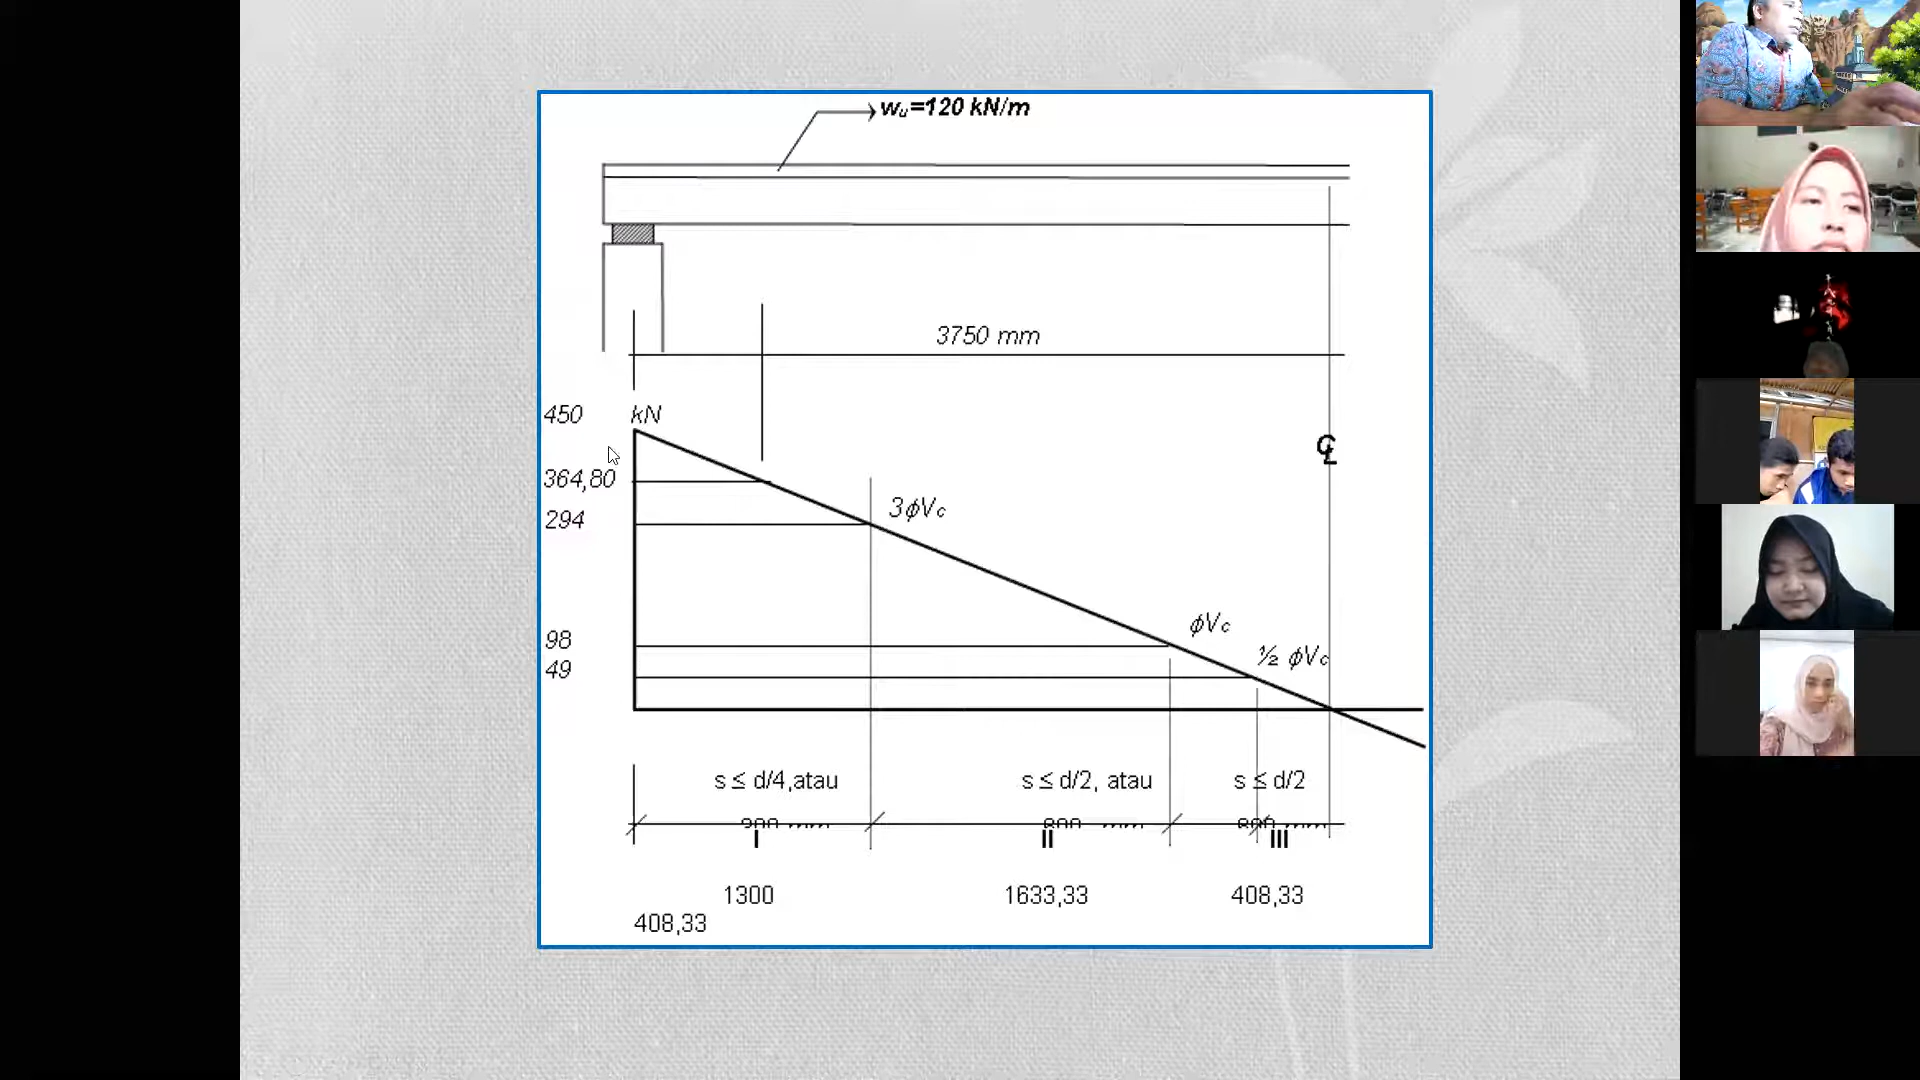 wᵤ=120 kN/m
3750 mm
450 kN
℄
364,80
294
3ϕVc
98
ϕVc
49
½ ϕVc
s ≤ d/4,atau
s ≤ d/2, atau
s ≤ d/2
I
II
III
1300
1633,33
408,33
408,33